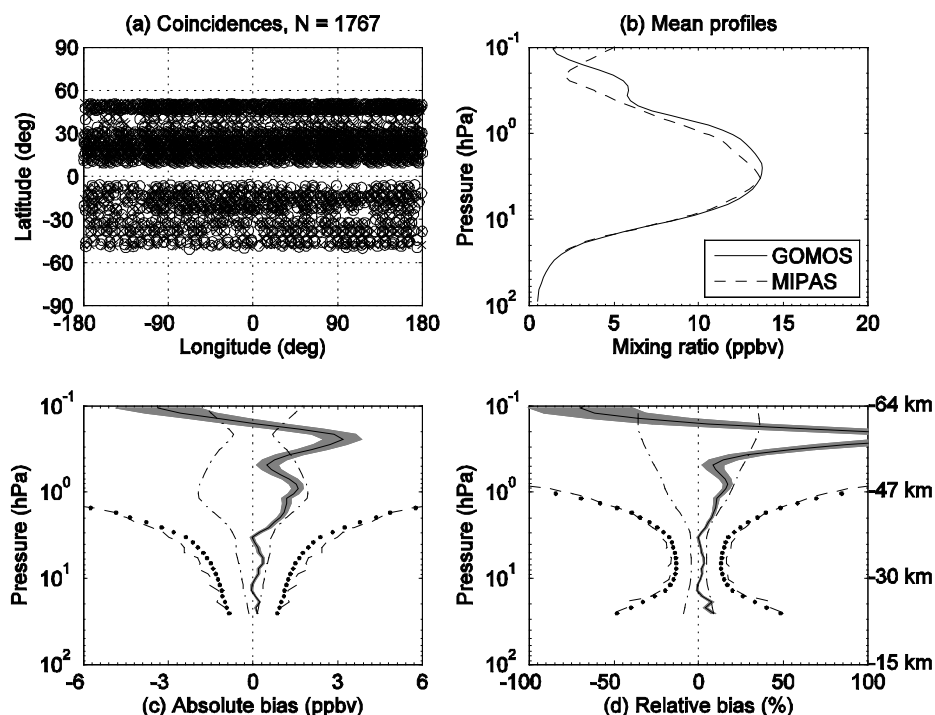 (a) Coincidences, N = 1767
90
60
30
0
-30
-60
-90
Latitude (deg)
-180 -90 0 90 180
Longitude (deg)
(b) Mean profiles
10^-1
10^0
10^1
10^2
Pressure (hPa)
GOMOS
MIPAS
0 5 10 15 20
Mixing ratio (ppbv)
10^-1
10^0
10^1
10^2
Pressure (hPa)
-6 -3 0 3 6
(c) Absolute bias (ppbv)
10^-1
10^0
10^1
10^2
Pressure (hPa)
-64 km
-47 km
-30 km
-15 km
-100 -50 0 50 100
(d) Relative bias (%)